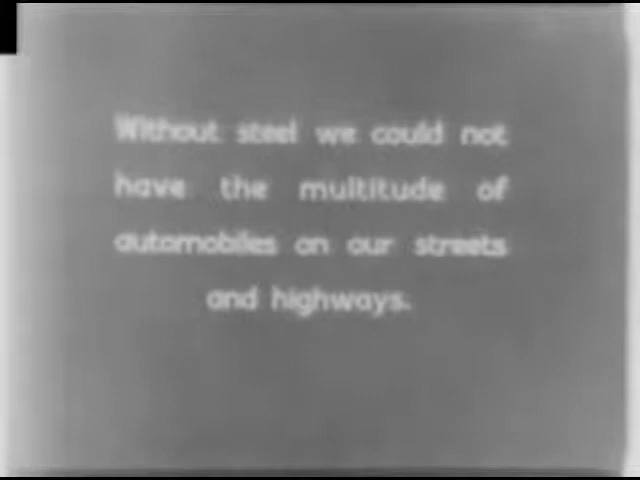 Without steel we could not
have the multitude of
automobiles on our streets
and highways.